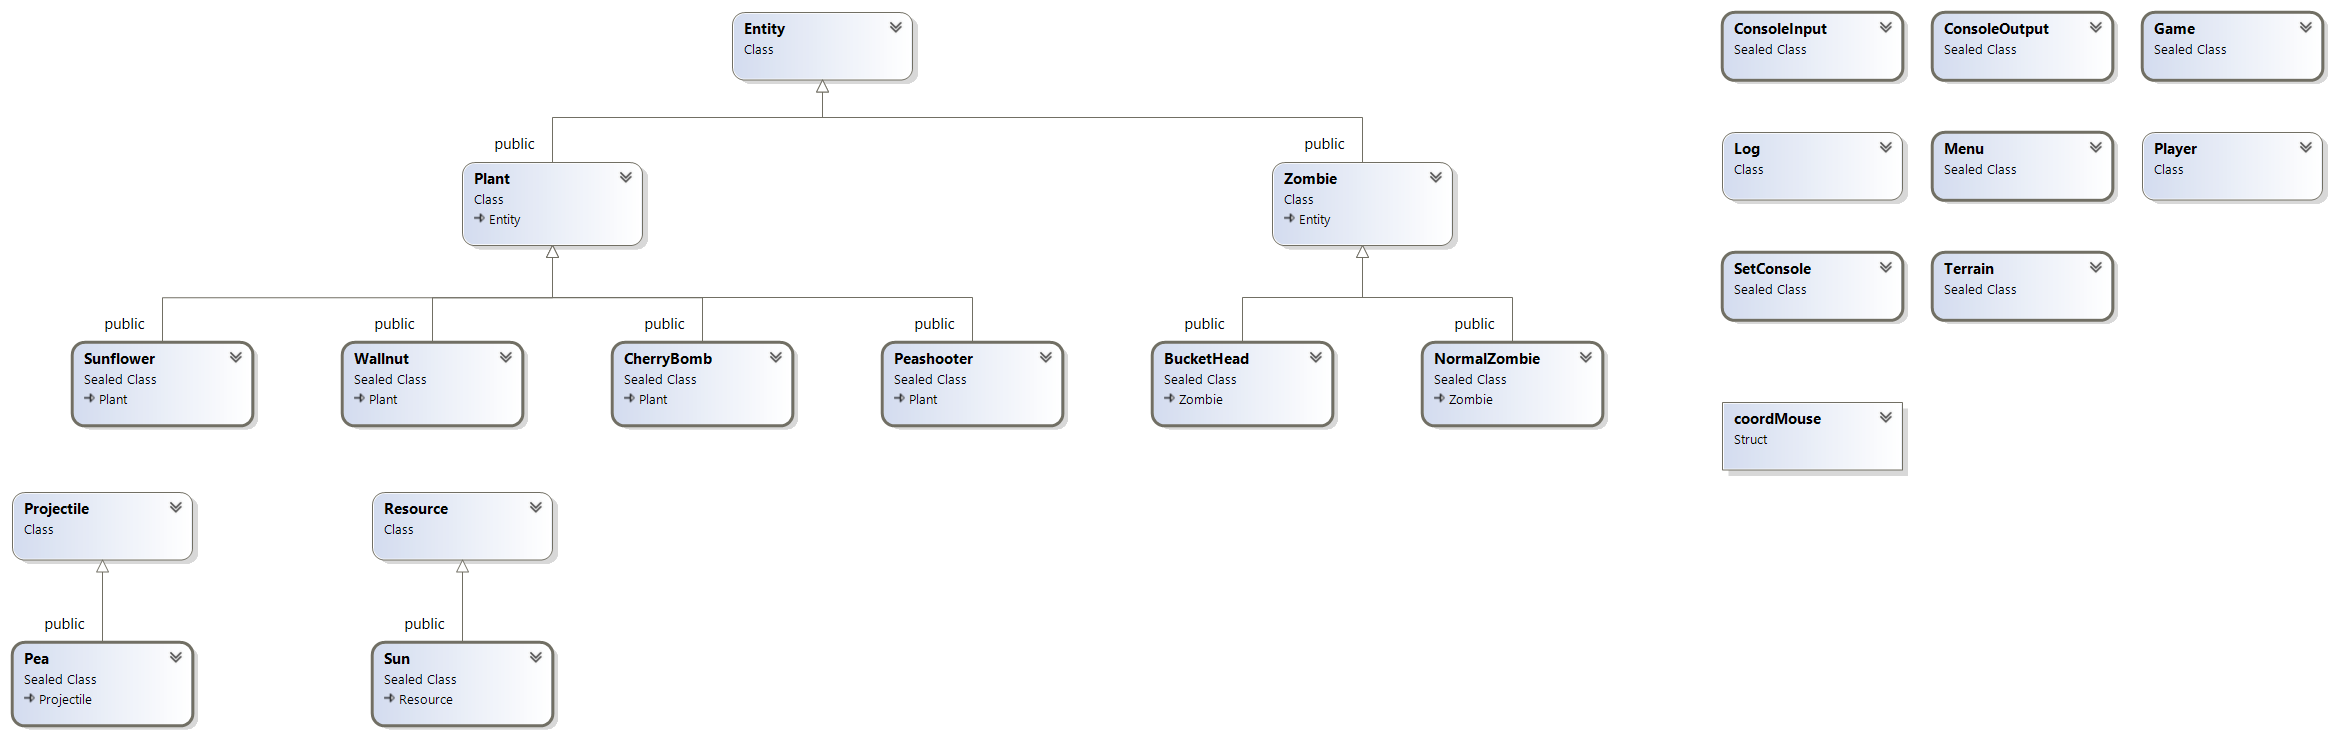 Entity
Class
public
public
Plant
Class
Entity
Zombie
Class
Entity
public
public
public
public
public
public
Sunflower
Sealed Class
Plant
Wallnut
Sealed Class
Plant
CherryBomb
Sealed Class
Plant
Peashooter
Sealed Class
Plant
BucketHead
Sealed Class
Zombie
NormalZombie
Sealed Class
Zombie
Projectile
Class
Resource
Class
public
public
Pea
Sealed Class
Projectile
Sun
Sealed Class
Resource
ConsoleInput
Sealed Class
ConsoleOutput
Sealed Class
Game
Sealed Class
Log
Class
Menu
Sealed Class
Player
Class
SetConsole
Sealed Class
Terrain
Sealed Class
coordMouse
Struct